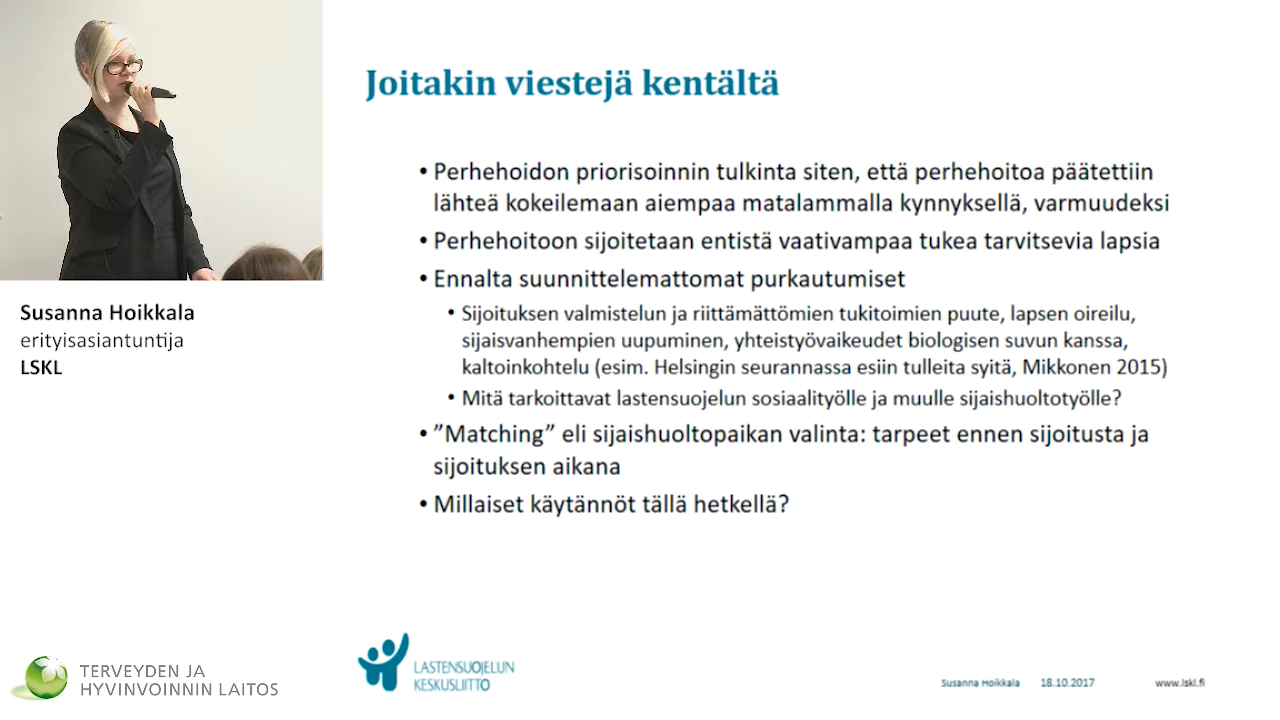 Joitakin viestejä kentältä
• Perhehoidon priorisoinnin tulkinta siten, että perhehoitoa päätettiin
lähteä kokeilemaan aiempaa matalammalla kynnyksellä, varmuudeksi
• Perhehoitoon sijoitetaan entistä vaativampaa tukea tarvitsevia lapsia
• Ennalta suunnittelemattomat purkautumiset
• Sijoituksen valmistelun ja riittämättömien tukitoimien puute, lapsen oireilu,
sijaisvanhempien uupuminen, yhteistyövaikeudet biologisen suvun kanssa,
kaltoinkohtelu (esim. Helsingin seurannassa esiin tulleita syitä, Mikkonen 2015)
• Mitä tarkoittavat lastensuojelun sosiaalityölle ja muulle sijaishuoltotyölle?
• ”Matching” eli sijaishuoltopaikan valinta: tarpeet ennen sijoitusta ja
sijoituksen aikana
• Millaiset käytännöt tällä hetkellä?
Susanna Hoikkala
erityisasiantuntija
LSKL
TERVEYDEN JA
HYVINVOINNIN LAITOS
LASTENSUOJELUN
KESKUSLIITTO
Susanna Hoikkala 18.10.2017 www.lskl.fi